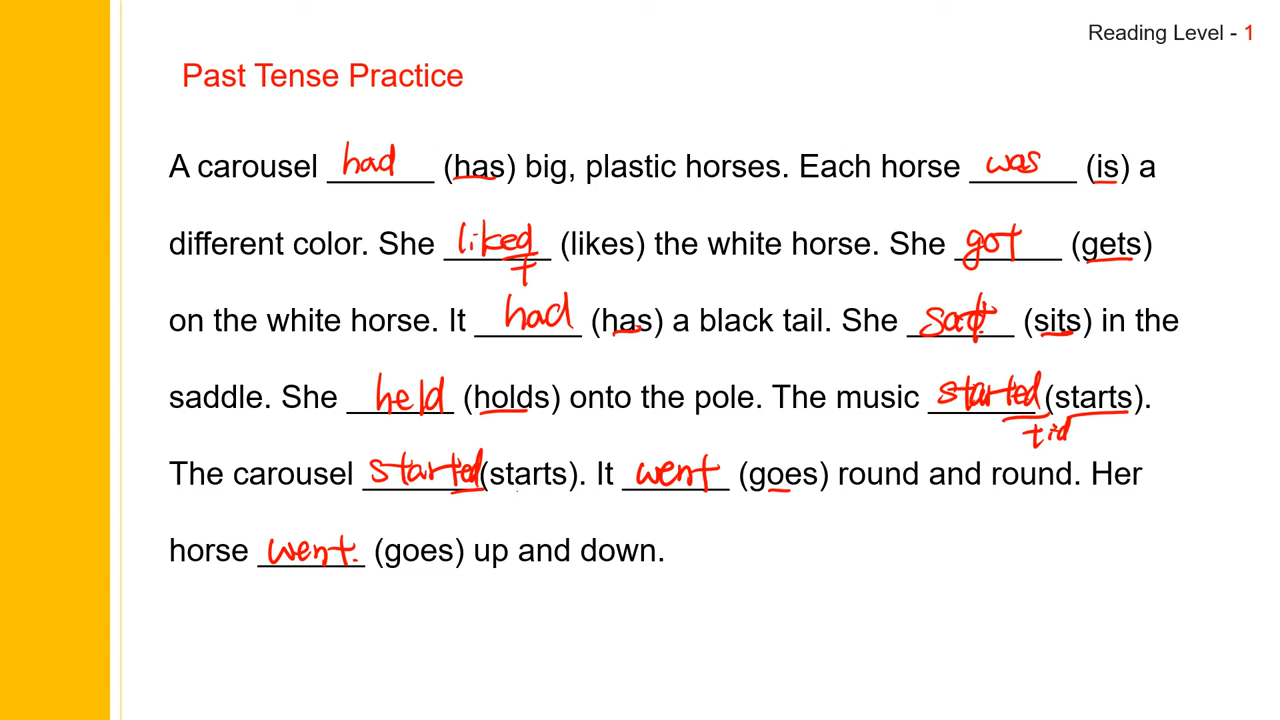 Reading Level - 1
Past Tense Practice
A carousel had (has) big, plastic horses. Each horse was (is) a
different color. She liked (likes) the white horse. She got (gets)
T
on the white horse. It had (has) a black tail. She sat (sits) in the
saddle. She held (holds) onto the pole. The music started (starts).
tid
The carousel started (starts). It went (goes) round and round. Her
horse went. (goes) up and down.